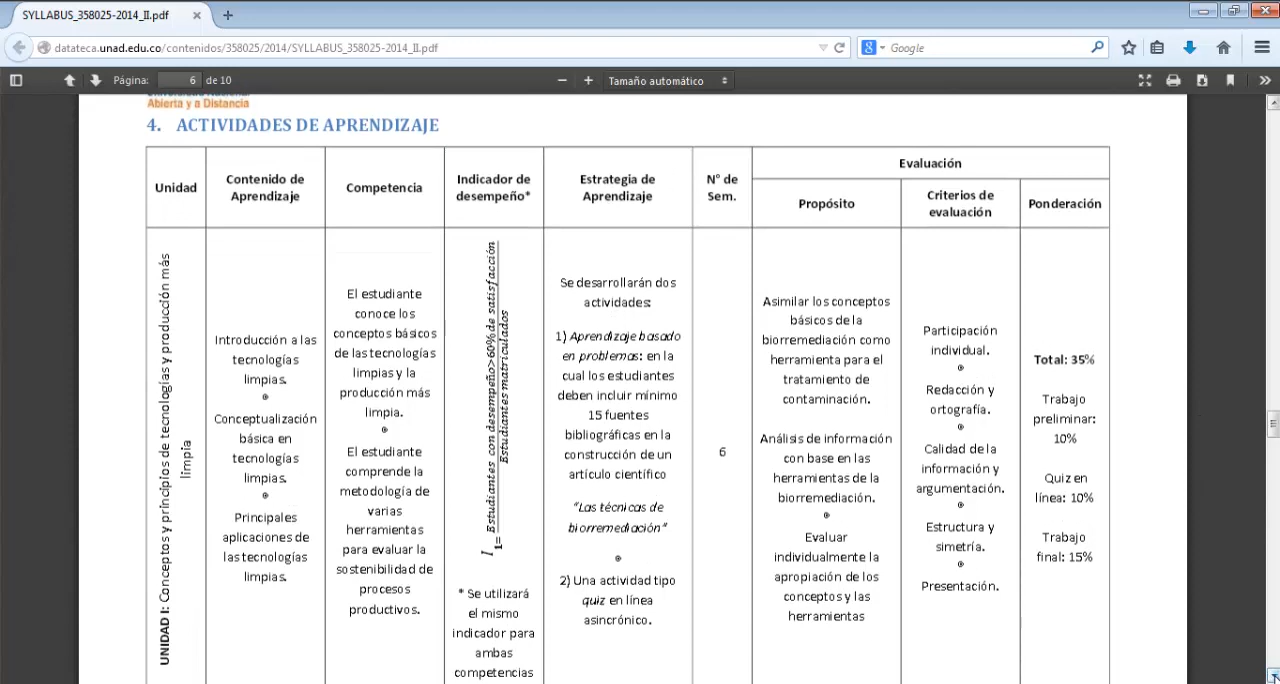 SYLLABUS_358025-2014_II.pdf
datateca.unad.edu.co/contenidos/358025/2014/SYLLABUS_358025-2014_II.pdf
Google
Página: 6 de 10
Tamaño automático
Abierta y a Distancia
4. ACTIVIDADES DE APRENDIZAJE
Unidad
Contenido de
Aprendizaje
Competencia
Indicador de
desempeño*
Estrategia de
Aprendizaje
N° de
Sem.
Evaluación
Propósito
Criterios de
evaluación
Ponderación
UNIDAD I: Conceptos y principios de tecnologías y producción más
limpia
Introducción a las
tecnologías
limpias.
Conceptualización
básica en
tecnologías
limpias.
Principales
aplicaciones de
las tecnologías
limpias.
El estudiante
conoce los
conceptos básicos
de las tecnologías
limpias y la
producción más
limpia.
El estudiante
comprende la
metodología de
varias
herramientas
para evaluar la
sostenibilidad de
procesos
productivos.
I1= Estudiantes con desempeño>60% de satisfacción
Estudiantes matriculados
* Se utilizará
el mismo
indicador para
ambas
competencias
Se desarrollarán dos
actividades:
1) Aprendizaje basado
en problemas: en la
cual los estudiantes
deben incluir mínimo
15 fuentes
bibliográficas en la
construcción de un
artículo científico
"Las técnicas de
biorremediación"
2) Una actividad tipo
quiz en línea
asincrónico.
6
Asimilar los conceptos
básicos de la
biorremediación como
herramienta para el
tratamiento de
contaminación.
Análisis de información
con base en las
herramientas de la
biorremediación.
Evaluar
individualmente la
apropiación de los
conceptos y las
herramientas
Participación
individual.
Redacción y
ortografía.
Calidad de la
información y
argumentación.
Estructura y
simetría.
Presentación.
Total: 35%
Trabajo
preliminar:
10%
Quiz en
línea: 10%
Trabajo
final: 15%